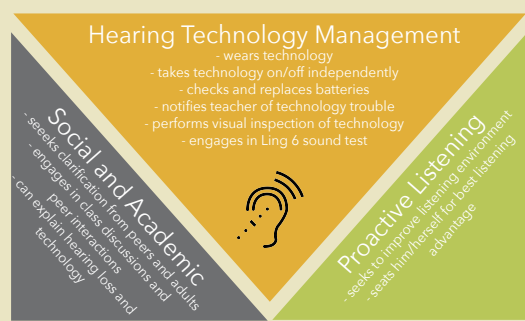 Hearing Technology Management
- wears technology
- takes technology on/off independently
- checks and replaces batteries
- notifies teacher of technology trouble
- performs visual inspection of technology
- engages in Ling 6 sound test
Social and Academic
- seeeks clarification from peers and adults
- engages in class discussions and
peer interactions
- can explain hearing loss and
technology
Proactive Listening
- seeks to improve listening environment
- seats him/herself for best listening
advantage